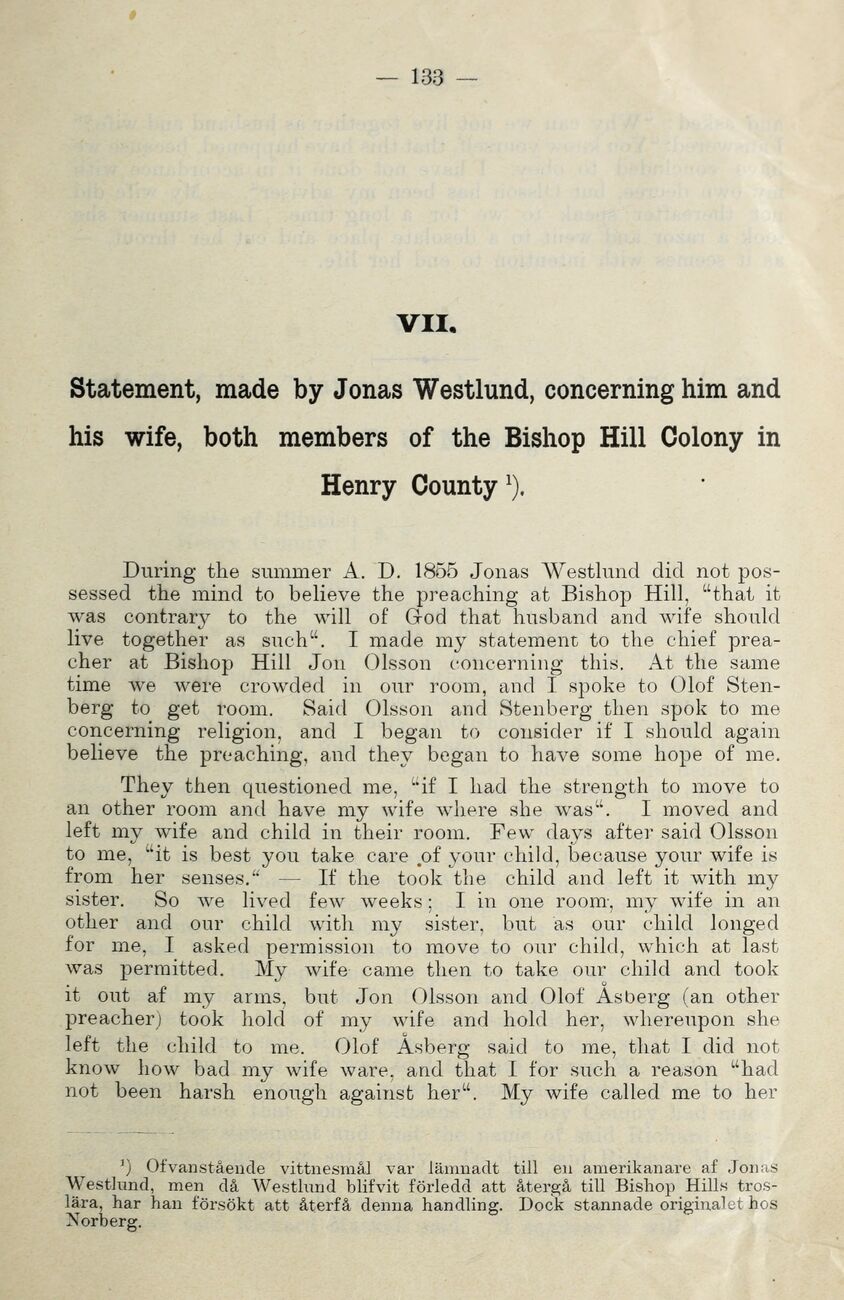 — 133 —
VII.
Statement, made by Jonas Westlund, concerning him and
his wife, both members of the Bishop Hill Colony in
Henry County ¹).
During the summer A. D. 1855 Jonas Westlund did not pos-
sessed the mind to believe the preaching at Bishop Hill, “that it
was contrary to the will of God that husband and wife should
live together as such“. I made my statement to the chief prea-
cher at Bishop Hill Jon Olsson concerning this. At the same
time we were crowded in our room, and I spoke to Olof Sten-
berg to get room. Said Olsson and Stenberg then spok to me
concerning religion, and I began to consider if I should again
believe the preaching, and they began to have some hope of me.
They then questioned me, “if I had the strength to move to
an other room and have my wife where she was“. I moved and
left my wife and child in their room. Few days after said Olsson
to me, “it is best you take care of your child, because your wife is
from her senses.“ — If the took the child and left it with my
sister. So we lived few weeks; I in one room, my wife in an
other and our child with my sister, but as our child longed
for me, I asked permission to move to our child, which at last
was permitted. My wife came then to take our child and took
it out af my arms, but Jon Olsson and Olof Åsberg (an other
preacher) took hold of my wife and hold her, whereupon she
left the child to me. Olof Åsberg said to me, that I did not
know how bad my wife ware, and that I for such a reason “had
not been harsh enough against her“. My wife called me to her
¹) Ofvanstående vittnesmål var lämnadt till en amerikanare af Jonas
Westlund, men då Westlund blifvit förledd att återgå till Bishop Hills tros-
lära, har han försökt att återfå denna handling. Dock stannade originalet hos
Norberg.